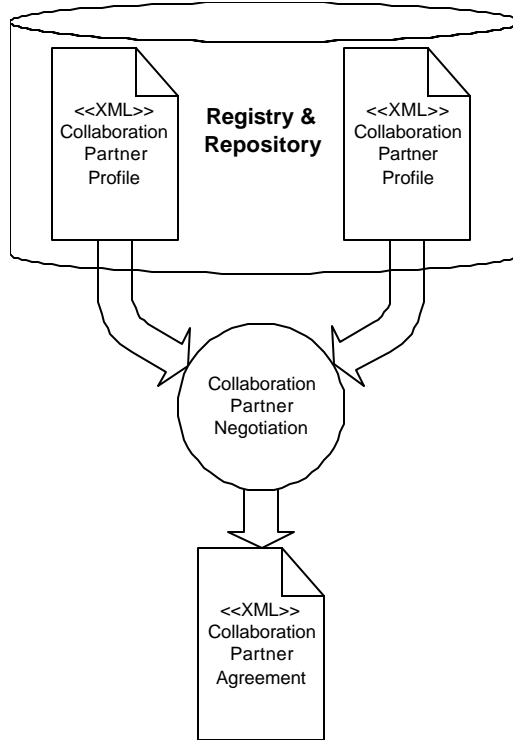 <<XML>>
Collaboration
Partner
Profile
Registry &
Repository
<<XML>>
Collaboration
Partner
Profile
Collaboration
Partner
Negotiation
<<XML>>
Collaboration
Partner
Agreement